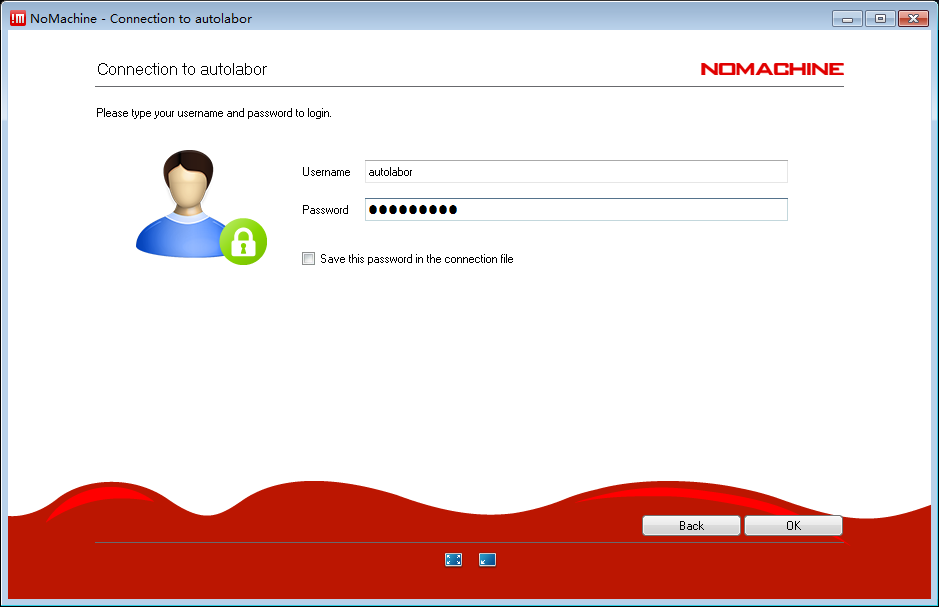 !M NoMachine - Connection to autolabor
Connection to autolabor
NOMACHINE
Please type your username and password to login.
Username autolabor
Password ●●●●●●●●●
Save this password in the connection file
Back OK